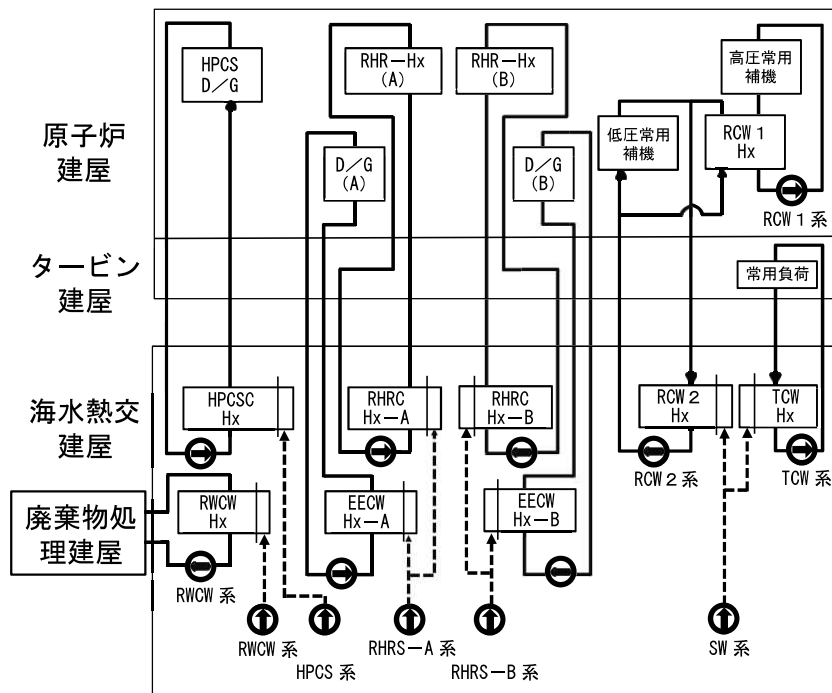 HPCS
D/G
RHR-Hx
(A)
RHR-Hx
(B)
高圧常用
補機
原子炉
建屋
D/G
(A)
D/G
(B)
低圧常用
補機
RCW 1
Hx
RCW 1 系
タービン
建屋
常用負荷
海水熱交
建屋
HPCSC
Hx
RHRC
Hx-A
RHRC
Hx-B
RCW 2
Hx
TCW
Hx
RCW 2 系
TCW 系
廃棄物処
理建屋
RWCW
Hx
EECW
Hx-A
EECW
Hx-B
RWCW 系
RWCW 系
HPCS 系
RHRS-A 系
RHRS-B 系
SW 系